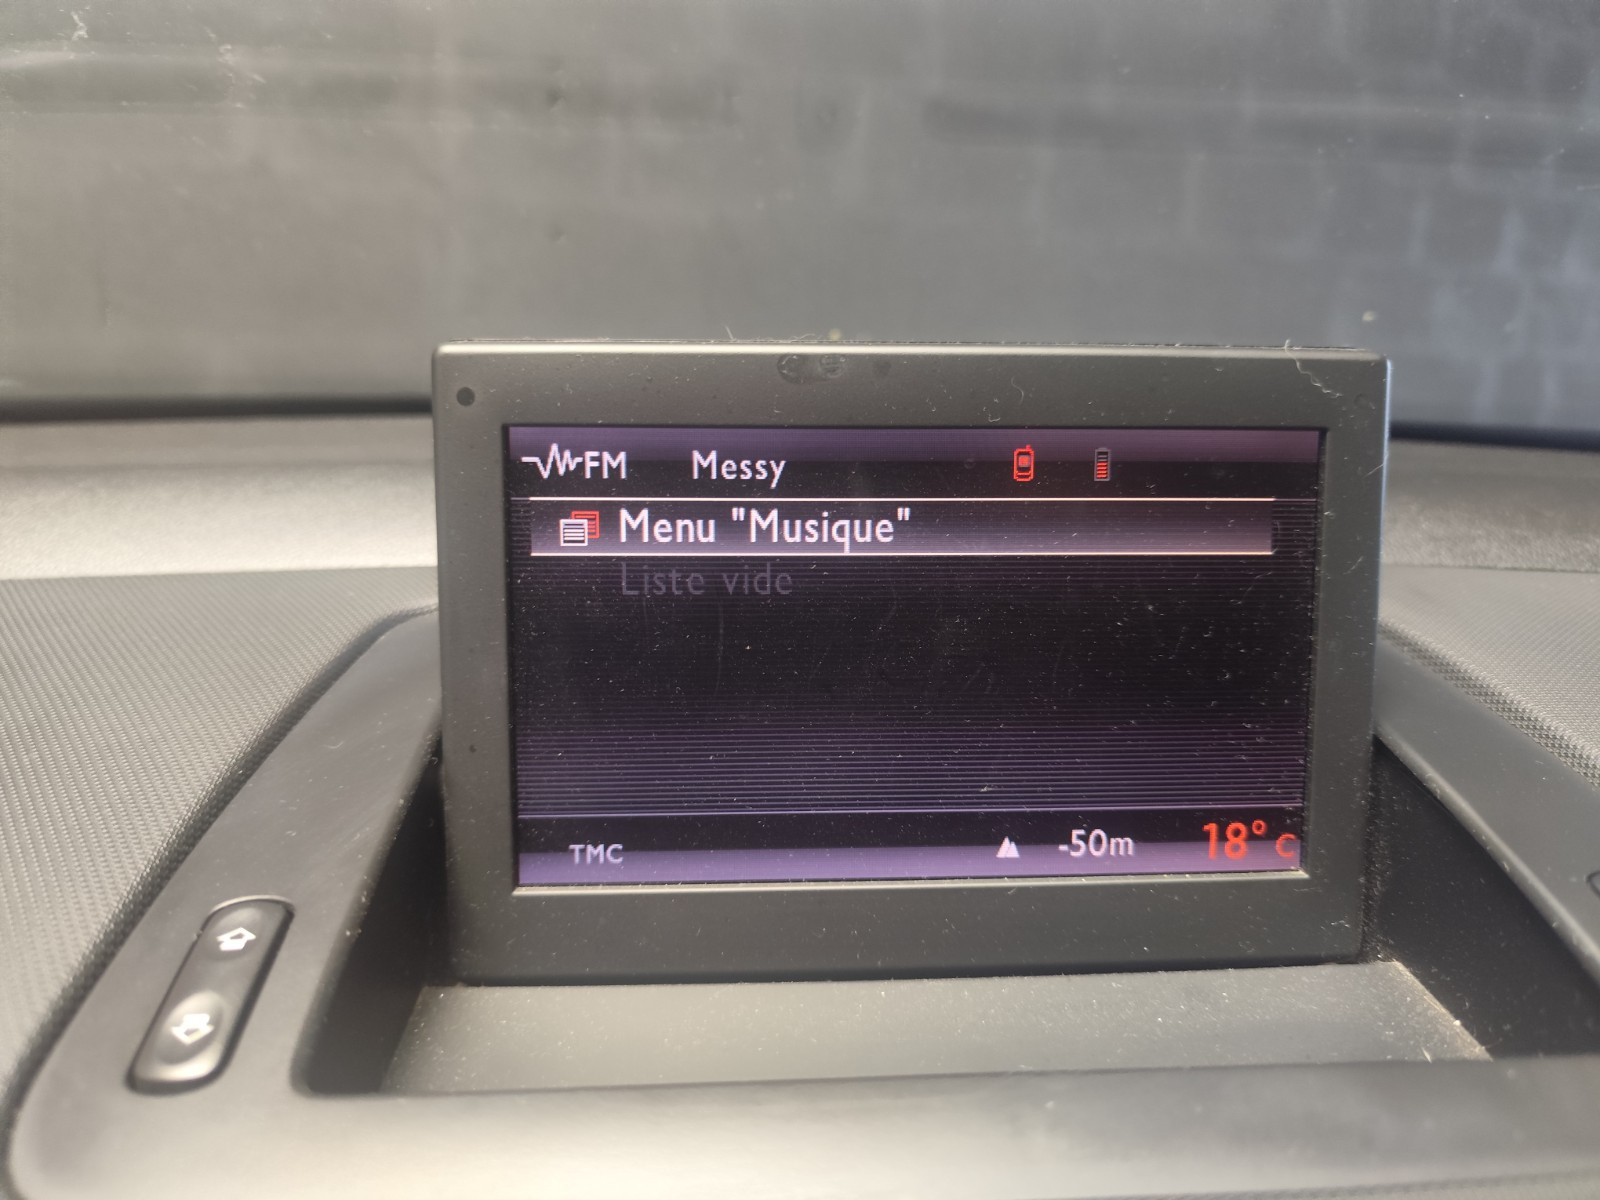 FM Messy
Menu "Musique"
Liste vide
TMC -50m 18° C